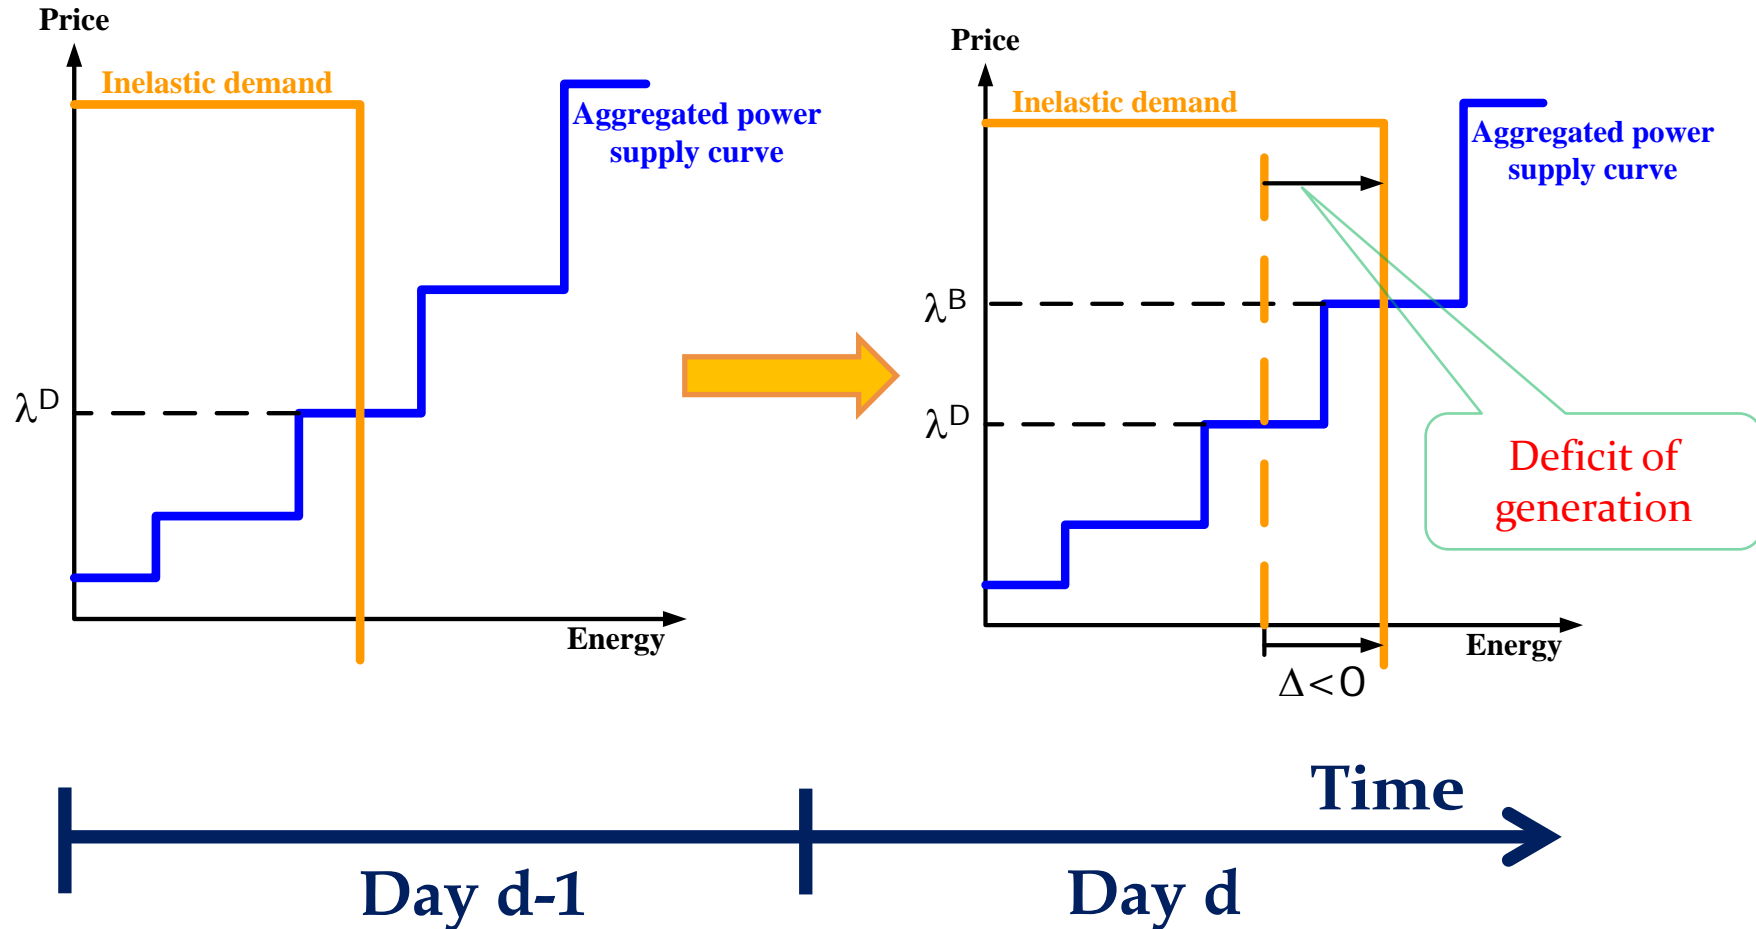 Price
Inelastic demand
Aggregated power
supply curve
λᴰ
Energy
Price
Inelastic demand
Aggregated power
supply curve
λᴮ
λᴰ
Deficit of
generation
Energy
Δ<0
Time
Day d-1
Day d